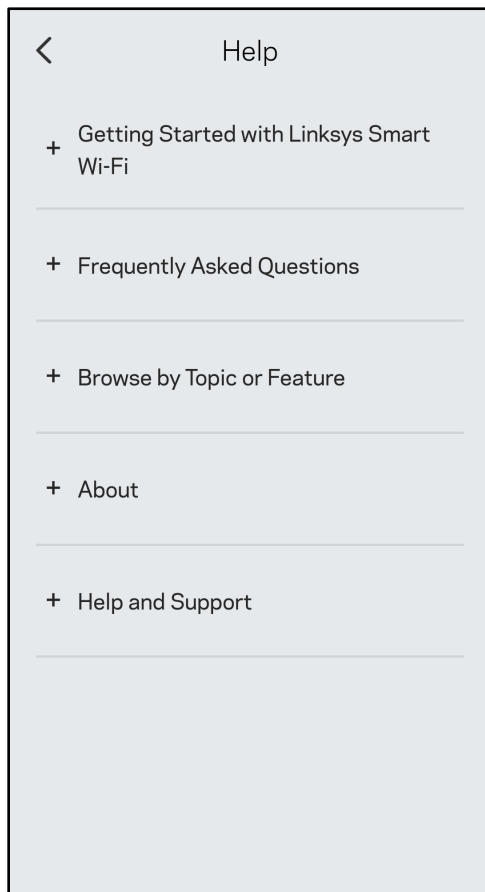 Help
+ Getting Started with Linksys Smart
Wi-Fi
+ Frequently Asked Questions
+ Browse by Topic or Feature
+ About
+ Help and Support